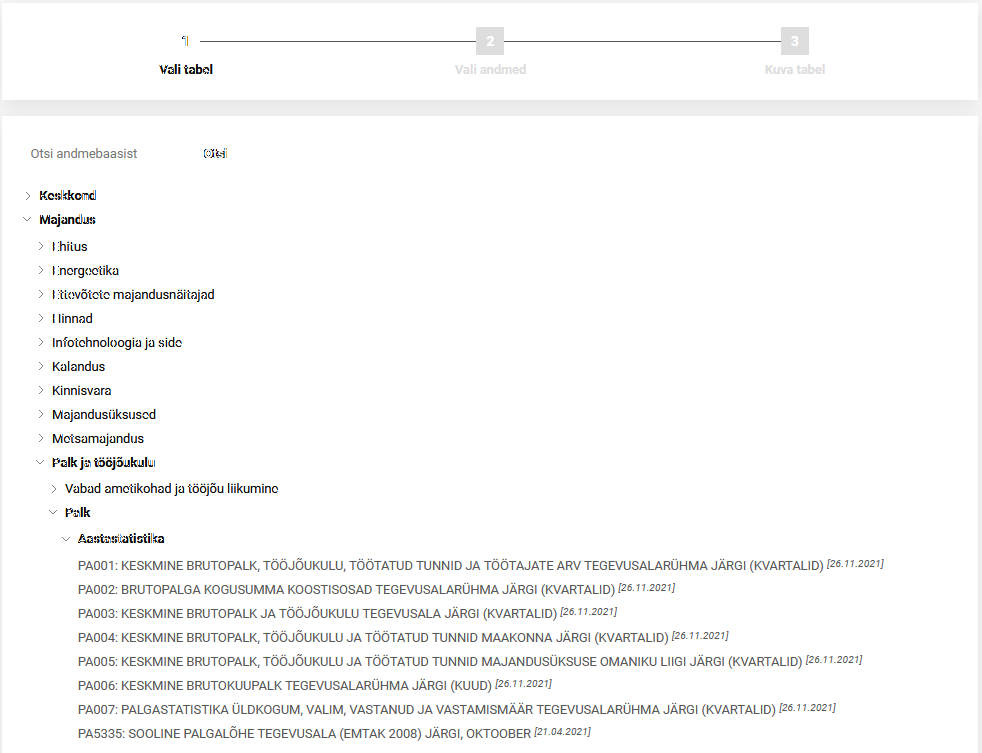 1
2
3
Vali tabel
Vali andmed
Kuva tabel
Otsi andmebaasist
Otsi
Keskkond
Majandus
Ehitus
Energeetika
Ettevõtete majandusnäitajad
Hinnad
Infotehnoloogia ja side
Kalandus
Kinnisvara
Majandusüksused
Metsamajandus
Palk ja tööjõukulu
Vabad ametikohad ja tööjõu liikumine
Palk
Aastastatistika
PA001: KESKMINE BRUTOPALK, TÖÖJÕUKULU, TÖÖTATUD TUNNID JA TÖÖTAJATE ARV TEGEVUSALARÜHMA JÄRGI (KVARTALID) [26.11.2021]
PA002: BRUTOPALGA KOGUSUMMA KOOSTISOSAD TEGEVUSALARÜHMA JÄRGI (KVARTALID) [26.11.2021]
PA003: KESKMINE BRUTOPALK JA TÖÖJÕUKULU TEGEVUSALA JÄRGI (KVARTALID) [26.11.2021]
PA004: KESKMINE BRUTOPALK, TÖÖJÕUKULU JA TÖÖTATUD TUNNID MAAKONNA JÄRGI (KVARTALID) [26.11.2021]
PA005: KESKMINE BRUTOPALK, TÖÖJÕUKULU JA TÖÖTATUD TUNNID MAJANDUSÜKSUSE OMANIKU LIIGI JÄRGI (KVARTALID) [26.11.2021]
PA006: KESKMINE BRUTOKUUPALK TEGEVUSALARÜHMA JÄRGI (KUUD) [26.11.2021]
PA007: PALGASTATISTIKA ÜLDKOGUM, VALIM, VASTANUD JA VASTAMISMÄÄR TEGEVUSALARÜHMA JÄRGI (KVARTALID) [26.11.2021]
PA5335: SOOLINE PALGALÕHE TEGEVUSALA (EMTAK 2008) JÄRGI, OKTOOBER [21.04.2021]